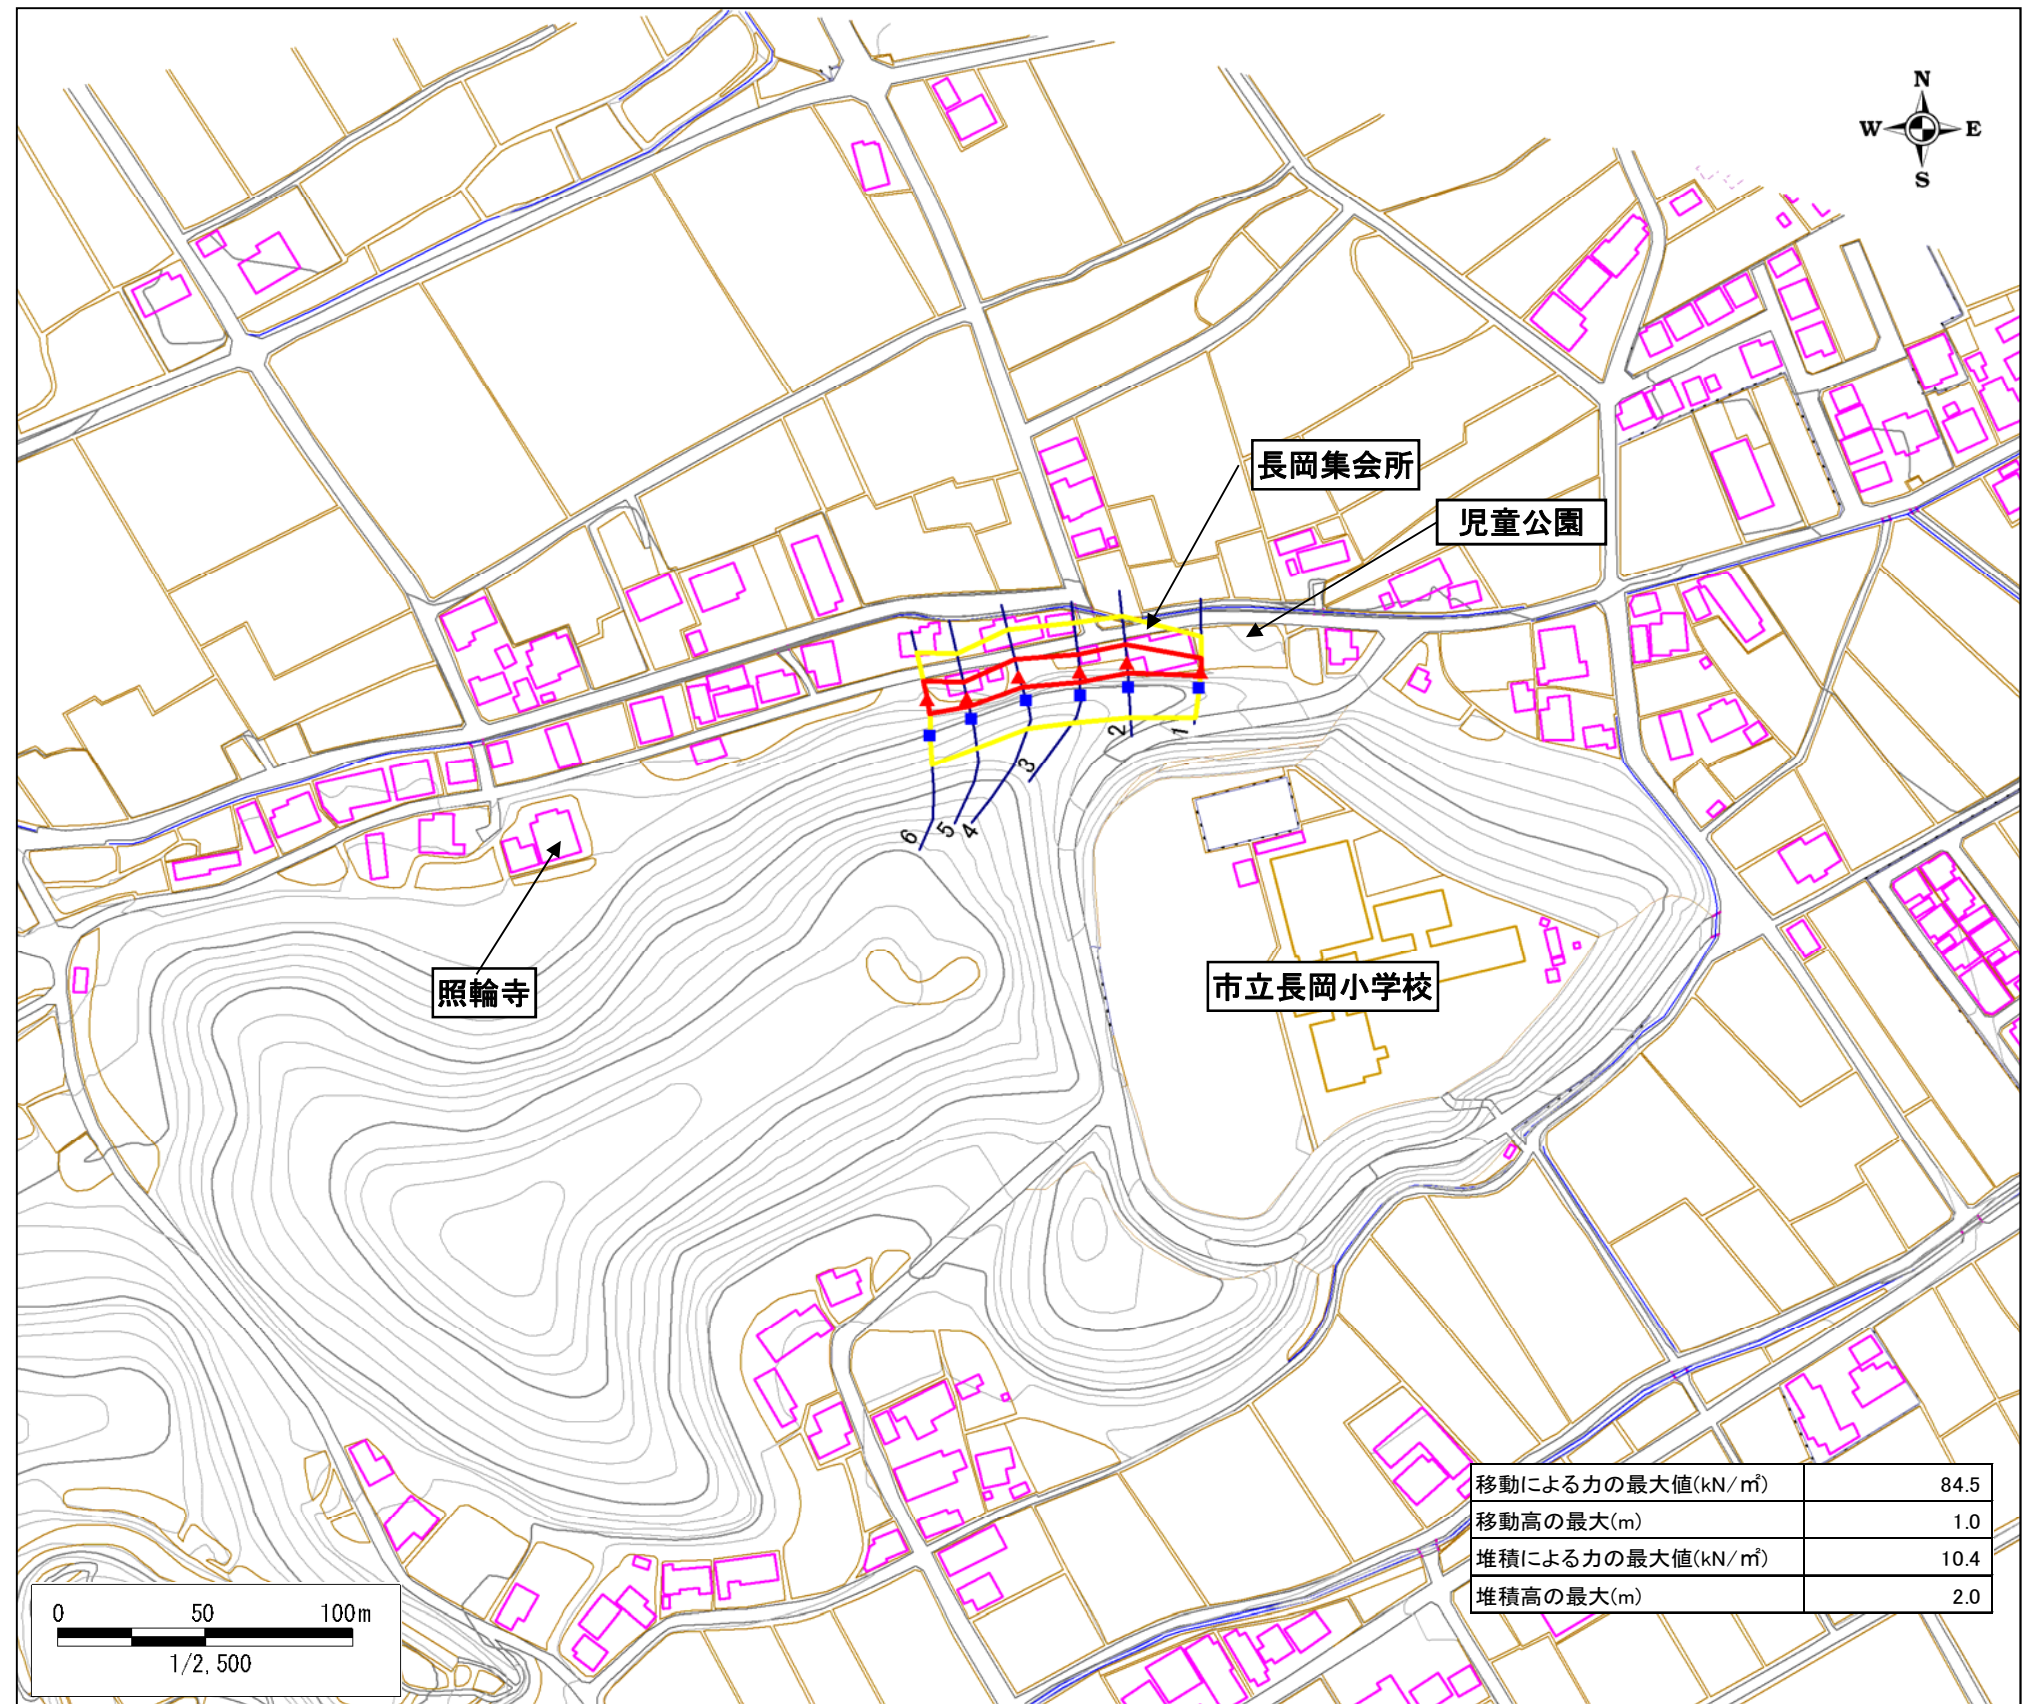 N
W E
S
長岡集会所
児童公園
2
1
3
6
5
4
照輪寺
市立長岡小学校
移動による力の最大値(kN/㎡) 84.5
移動高の最大(m) 1.0
堆積による力の最大値(kN/㎡) 10.4
堆積高の最大(m) 2.0
0 50 100m
1/2,500